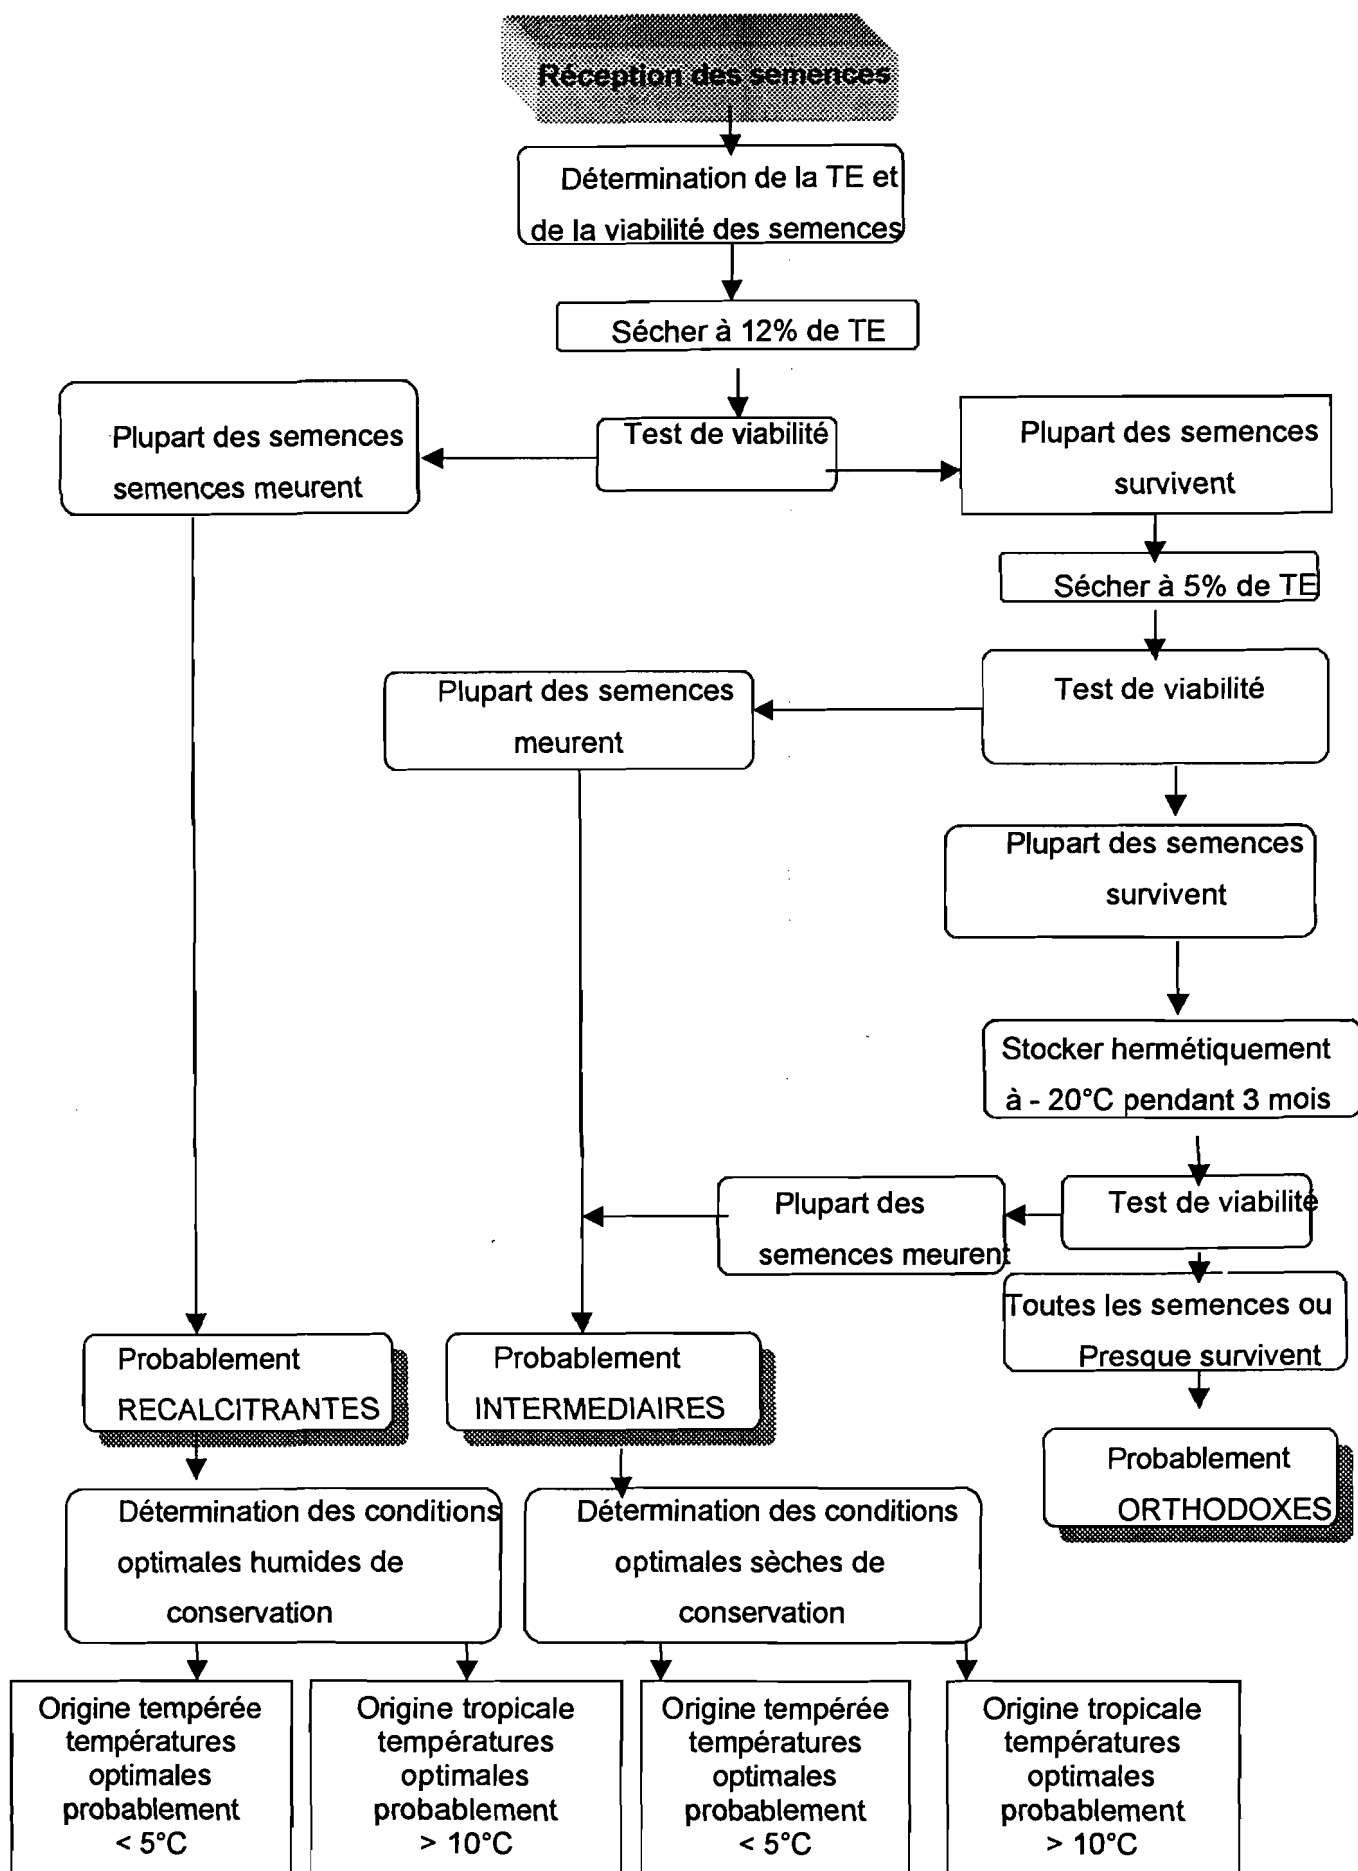 Réception des semences
Détermination de la TE et
de la viabilité des semences
Sécher à 12% de TE
Test de viabilité
Plupart des semences
semences meurent
Plupart des semences
survivent
Sécher à 5% de TE
Test de viabilité
Plupart des semences
meurent
Plupart des semences
survivent
Stocker hermétiquement
à - 20°C pendant 3 mois
Test de viabilité
Plupart des
semences meurent
Toutes les semences ou
Presque survivent
Probablement
RECALCITRANTES
Probablement
INTERMEDIAIRES
Probablement
ORTHODOXES
Détermination des conditions
optimales humides de
conservation
Détermination des conditions
optimales sèches de
conservation
Origine tempérée
températures
optimales
probablement
< 5°C
Origine tropicale
températures
optimales
probablement
> 10°C
Origine tempérée
températures
optimales
probablement
< 5°C
Origine tropicale
températures
optimales
probablement
> 10°C